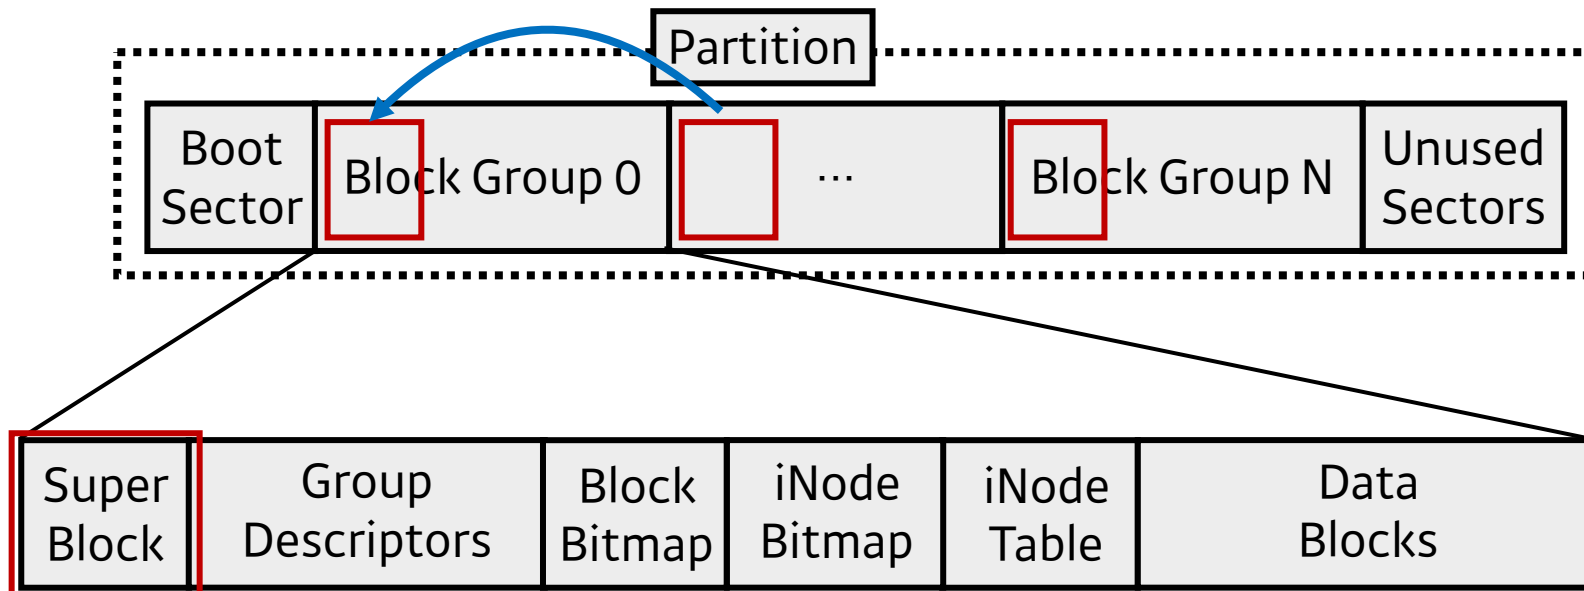 Partition
Boot
Sector
Block Group 0
...
Block Group N
Unused
Sectors
Super
Block
Group
Descriptors
Block
Bitmap
iNode
Bitmap
iNode
Table
Data
Blocks